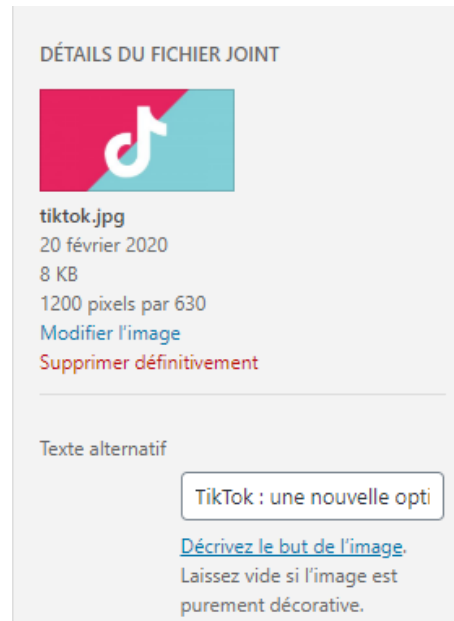 DÉTAILS DU FICHIER JOINT
tiktok.jpg
20 février 2020
8 KB
1200 pixels par 630
Modifier l'image
Supprimer définitivement
Texte alternatif
TikTok : une nouvelle opti
Décrivez le but de l'image.
Laissez vide si l'image est
purement décorative.